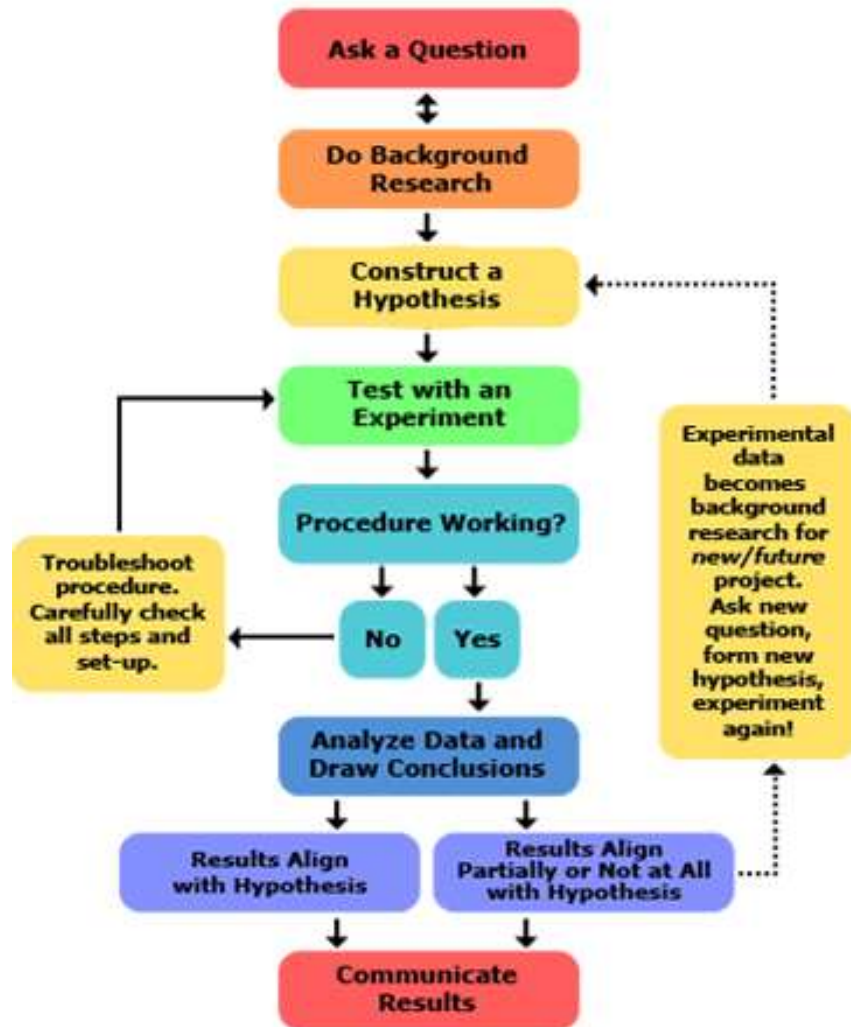 Ask a Question
Do Background
Research
Construct a
Hypothesis
Test with an
Experiment
Procedure Working?
No
Yes
Troubleshoot
procedure.
Carefully check
all steps and
set-up.
Experimental
data
becomes
background
research for
new/future
project.
Ask new
question,
form new
hypothesis,
experiment
again!
Analyze Data and
Draw Conclusions
Results Align
with Hypothesis
Results Align
Partially or Not at All
with Hypothesis
Communicate
Results